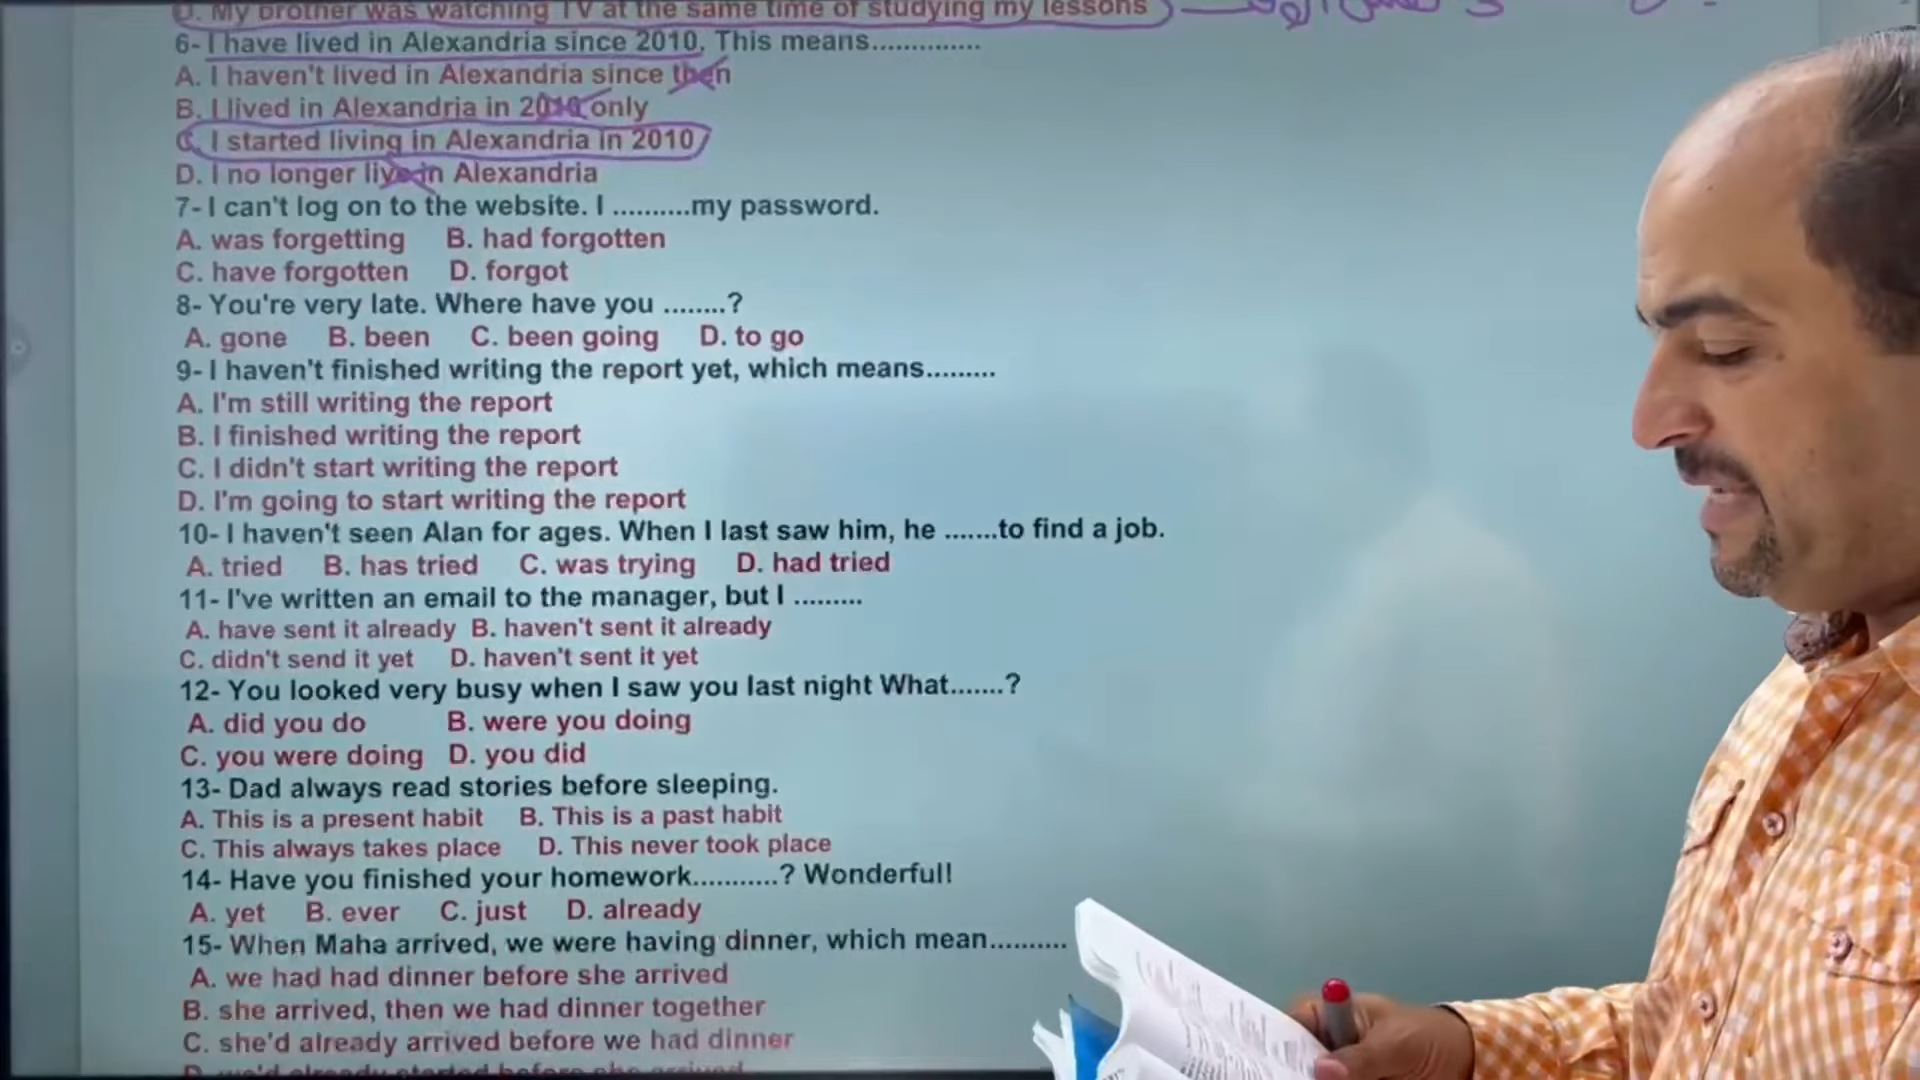 D. My brother was watching TV at the same time of studying my lessons
6- I have lived in Alexandria since 2010, This means..............
A. I haven't lived in Alexandria since then
B. I lived in Alexandria in 2010 only
C. I started living in Alexandria in 2010
D. I no longer live in Alexandria
7- I can't log on to the website. I ..........my password.
A. was forgetting B. had forgotten
C. have forgotten D. forgot
8- You're very late. Where have you ........?
A. gone B. been C. been going D. to go
9- I haven't finished writing the report yet, which means.........
A. I'm still writing the report
B. I finished writing the report
C. I didn't start writing the report
D. I'm going to start writing the report
10- I haven't seen Alan for ages. When I last saw him, he .......to find a job.
A. tried B. has tried C. was trying D. had tried
11- I've written an email to the manager, but I .........
A. have sent it already B. haven't sent it already
C. didn't send it yet D. haven't sent it yet
12- You looked very busy when I saw you last night What.......?
A. did you do B. were you doing
C. you were doing D. you did
13- Dad always read stories before sleeping.
A. This is a present habit B. This is a past habit
C. This always takes place D. This never took place
14- Have you finished your homework...........? Wonderful!
A. yet B. ever C. just D. already
15- When Maha arrived, we were having dinner, which mean..........
A. we had had dinner before she arrived
B. she arrived, then we had dinner together
C. she'd already arrived before we had dinner
D. we'd already started before she arrived